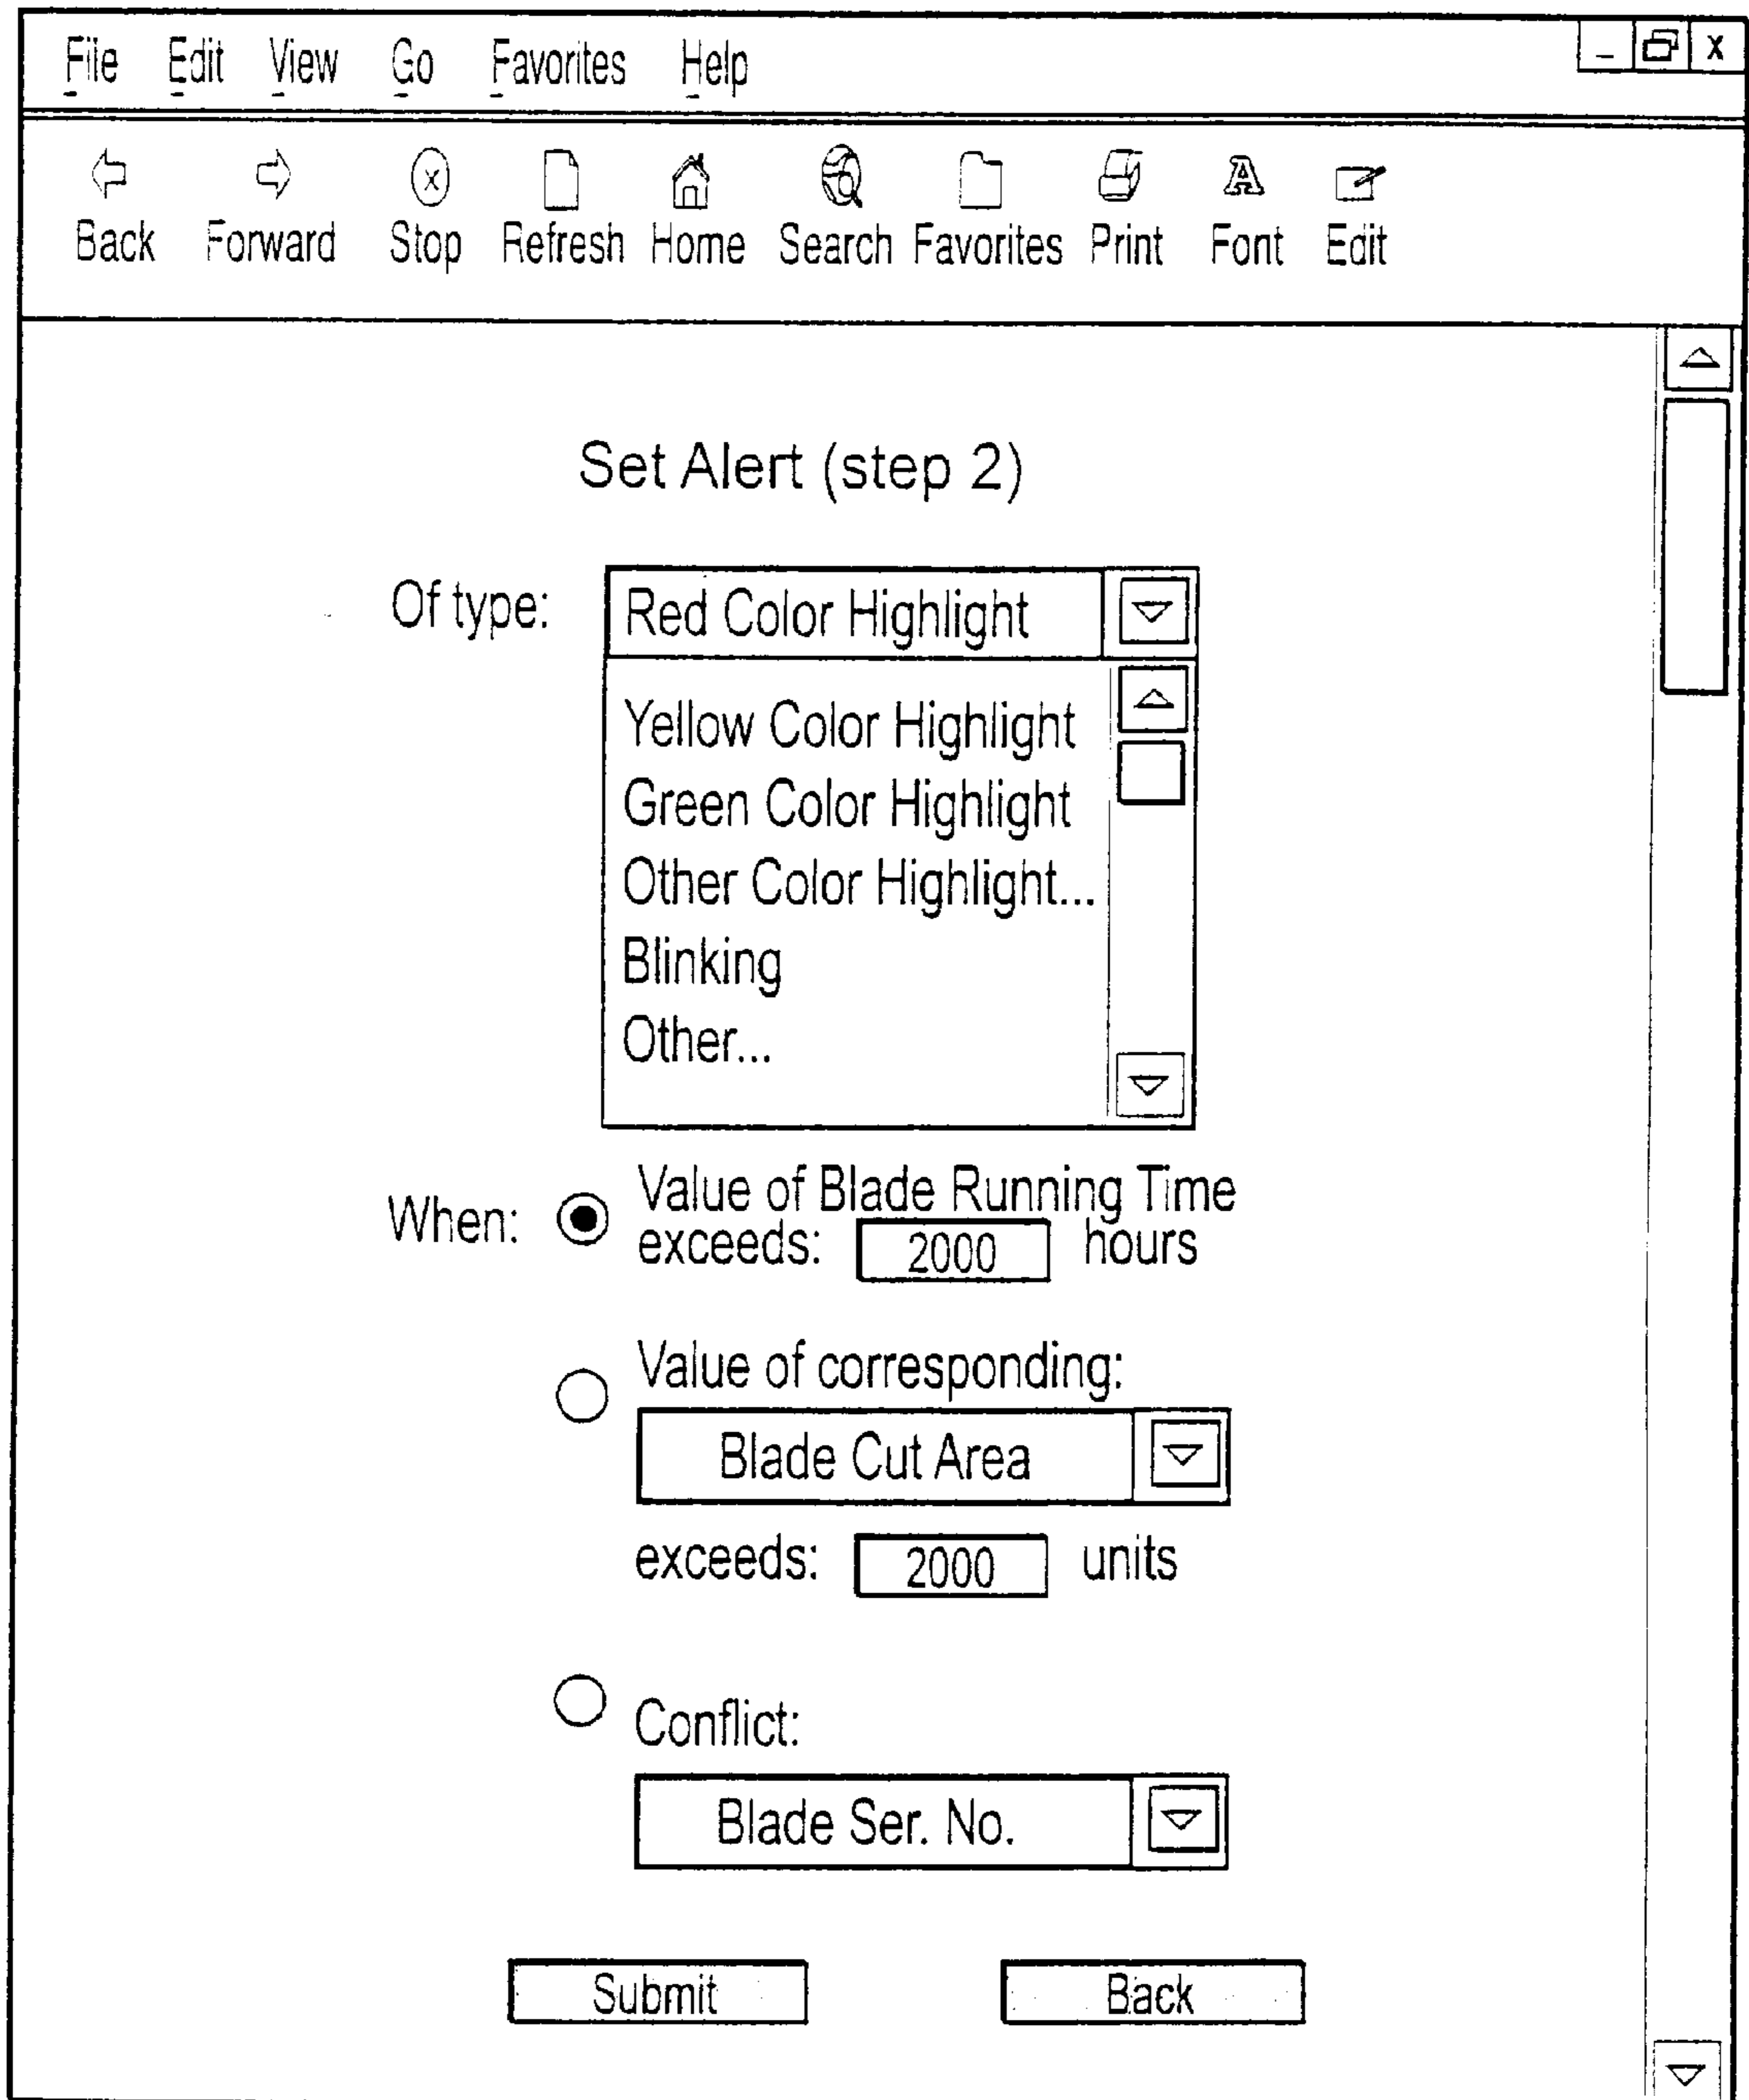 File Edit View Go Favorites Help - X
Back Forward Stop Refresh Home Search Favorites Print Font Edit
Set Alert (step 2)
Of type: Red Color Highlight
Yellow Color Highlight
Green Color Highlight
Other Color Highlight...
Blinking
Other...
When: Value of Blade Running Time
exceeds: 2000 hours
Value of corresponding:
Blade Cut Area
exceeds: 2000 units
Conflict:
Blade Ser. No.
Submit Back